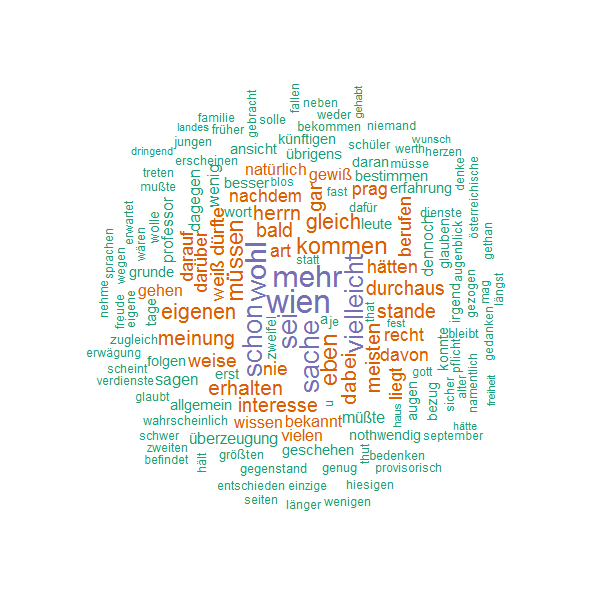 fallen
neben
gehabt
gebracht
familie
solle
weder
landes
früher
bekommen
niemand
jungen
ansicht
künftigen
schüler
wunsch
dringend
erscheinen
übrigens
werth
herzen
treten
wenig
natürlich
gewiß
daran
müsse
denke
mußte
dagegen
besser
blos
bestimmen
österreichische
nachdem
gar
fast
prag
erfahrung
wolle
professor
wort
herrn
dafür
dienste
erwartet
dürfte
gleich
leute
berufen
glauben
wären
darauf
weiß
bald
dennoch
augenblick
gethan
sprachen
darüber
müssen
art
kommen
wohl
statt
vielleicht
hätten
längst
wegen
grunde
mehr
durchaus
irgend
gezogen
mag
nehme
gehen
schon
wien
eigene
tage
eigenen
sei
a
je
that
stande
freude
sache
fest
konnte
bleibt
gedanken
zugleich
meinung
zweifel
eben
meisten
recht
pflicht
erwägung
folgen
weise
nie
dabei
davon
scheint
erst
gott
sicher
alter
namentlich
verdienste
sagen
erhalten
liegt
augen
bezug
freiheit
glaubt
allgemein
interesse
u
haus
wahrscheinlich
wissen
bekannt
müßte
hätte
schwer
überzeugung
vielen
nothwendig
september
zweiten
geschehen
thut
bedenken
befindet
hält
größten
gegenstand
genug
provisorisch
entschieden
einzige
hiesigen
seiten
länger
wenigen